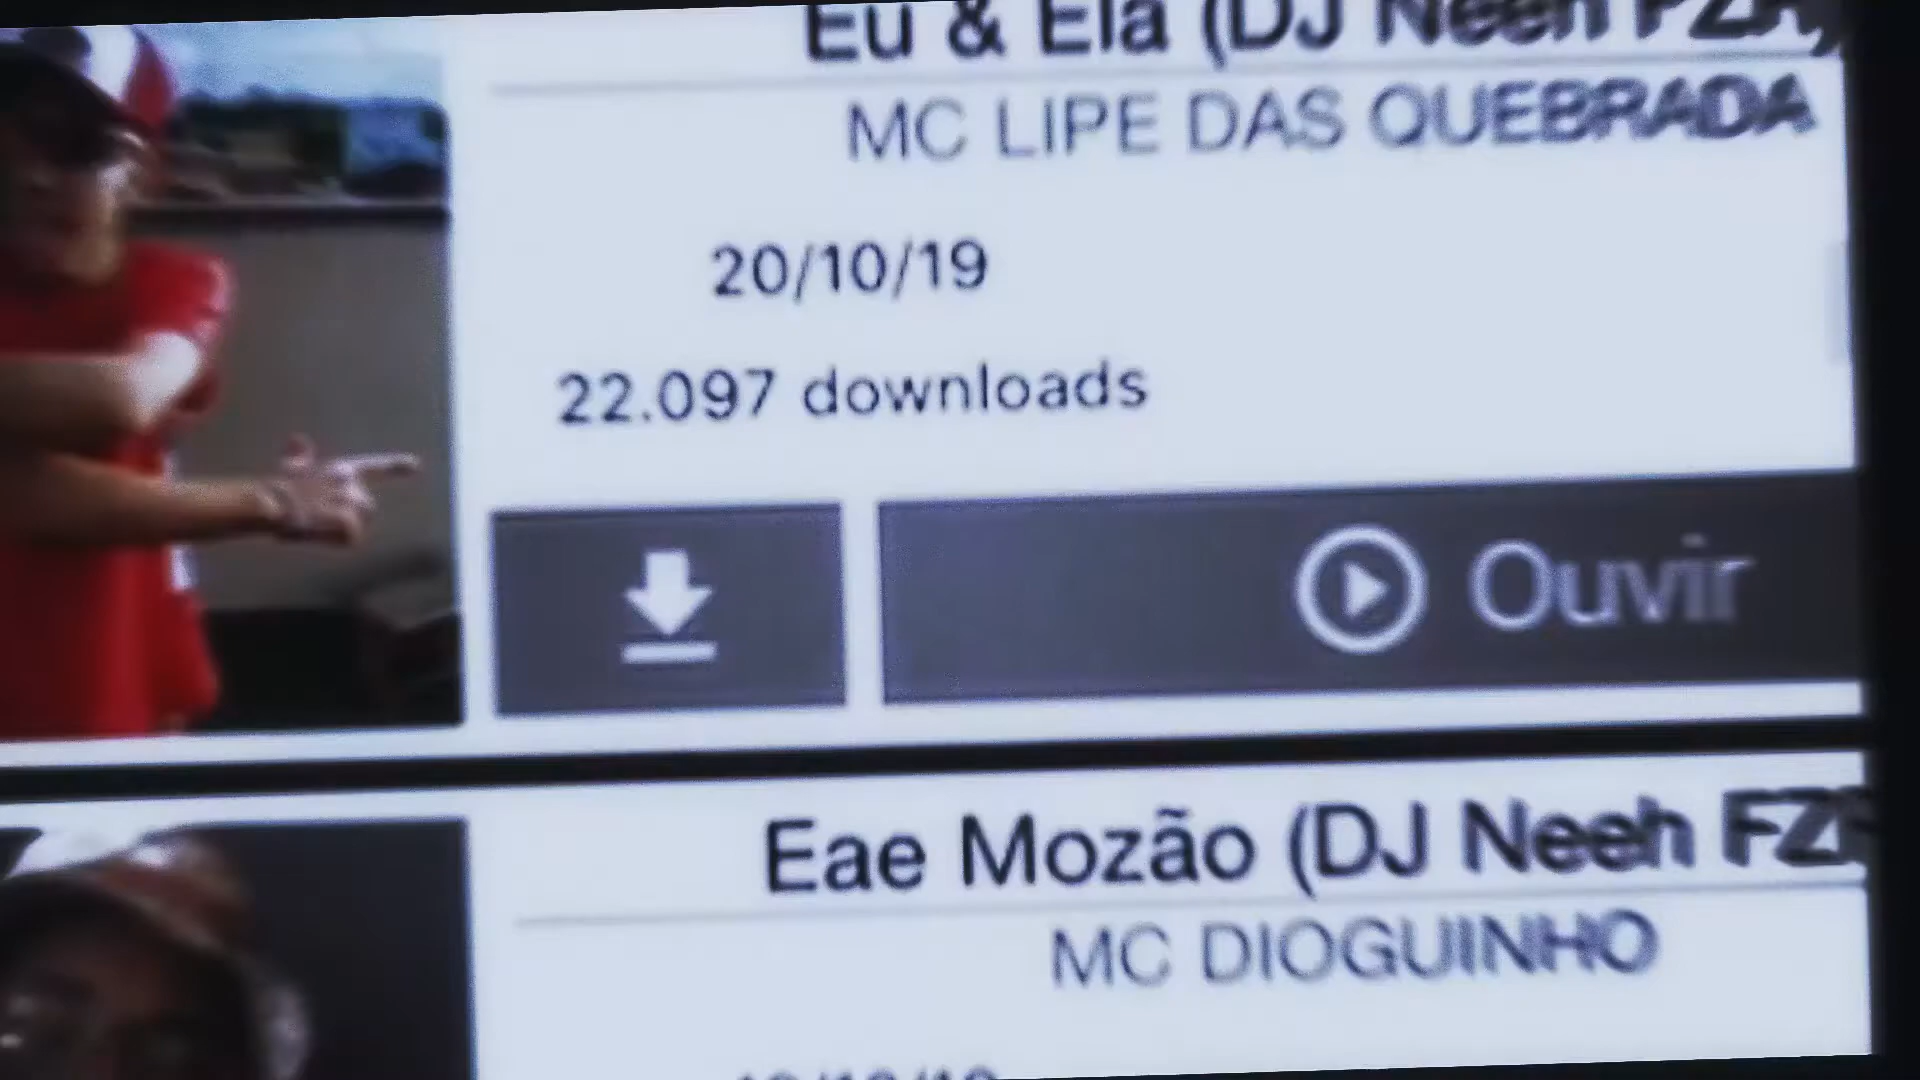 Eu & Ela (DJ Neeh FZR)
MC LIPE DAS QUEBRADA
20/10/19
22.097 downloads
Ouvir
Eae Mozão (DJ Neeh
MC DIOGUINHO